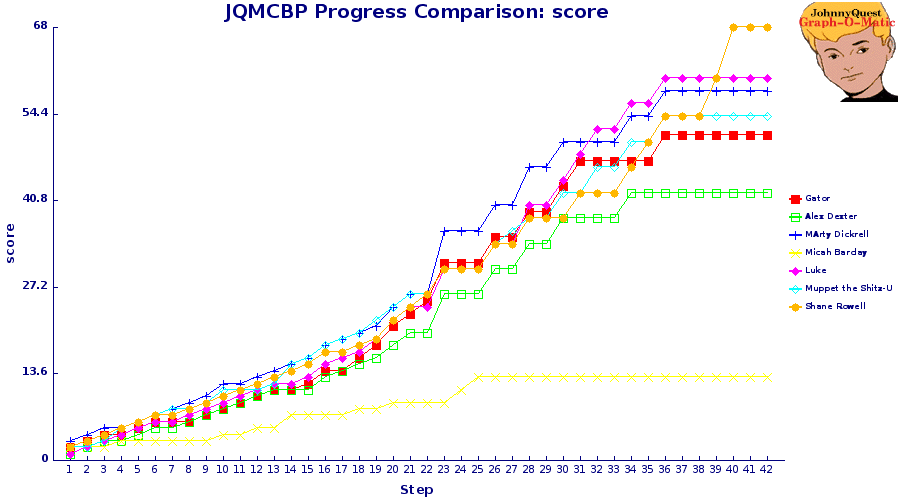 JQMCBP Progress Comparison: score
JohnnyQuest
Graph-O-Matic
68
54.4
40.8
27.2
13.6
0
score
1 2 3 4 5 6 7 8 9 10 11 12 13 14 15 16 17 18 19 20 21 22 23 24 25 26 27 28 29 30 31 32 33 34 35 36 37 38 39 40 41 42
Step
Gator
Alex Dexter
MArty Dickrell
Micah Barclay
Luke
Muppet the Shitz-U
Shane Rowell